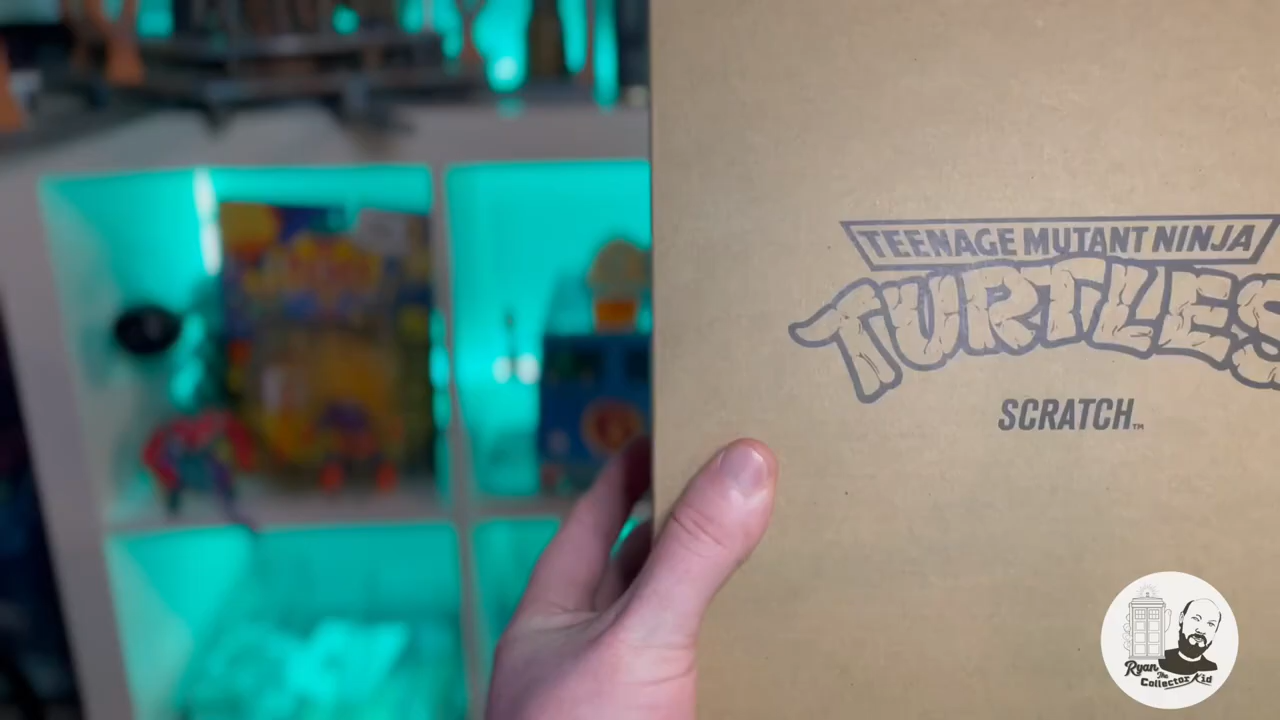 TEENAGE MUTANT NINJA
TURTLES
SCRATCH™
Ryan
The
Collector Kid